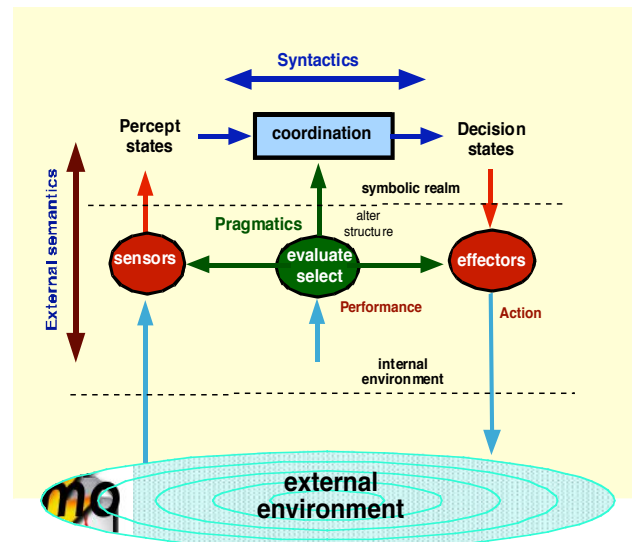 Syntactics
Percept
states
coordination
Decision
states
symbolic realm
External semantics
Pragmatics
alter
structure
sensors
evaluate
select
effectors
Performance
Action
internal
environment
external
environment